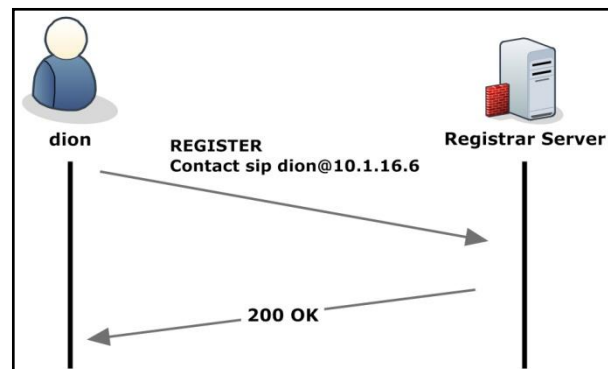 dion
Registrar Server
REGISTER
Contact sip dion@10.1.16.6
200 OK